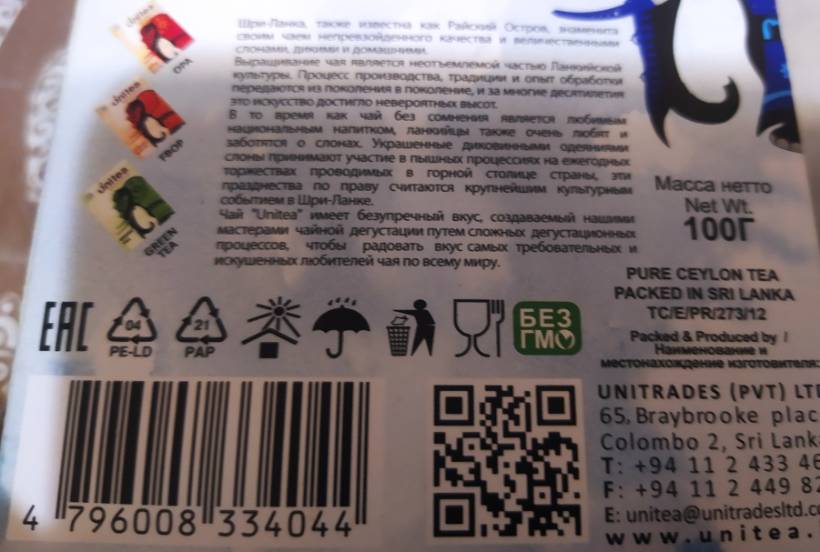 unitea
OPA
unitea
FBOP
unitea
GREEN
TEA
Шри-Ланка, также известна как Райский Остров, знаменита
своим чаем непревзойденного качества и величественными
слонами, дикими и домашними.
Выращивание чая является неотъемлемой частью Ланкийской
культуры. Процесс производства, традиции и опыт обработки
передаются из поколения в поколение, и за многие десятилетия
это искусство достигло невероятных высот.
В то время как чай без сомнения является любимым
национальным напитком, ланкийцы также очень любят и
заботятся о слонах. Украшенные диковинными одеяниями
слоны принимают участие в пышных процессиях на ежегодных
торжествах проводимых в горной столице страны, эти
празднества по праву считаются крупнейшим культурным
событием в Шри-Ланке.
Чай "Unitea" имеет безупречный вкус, создаваемый нашими
мастерами чайной дегустации путем сложных дегустационных
процессов, чтобы радовать вкус самых требовательных и
искушенных любителей чая по всему миру.
Масса нетто
Net Wt.
100Г
PURE CEYLON TEA
PACKED IN SRI LANKA
TC/E/PR/273/12
Packed & Produced by /
Наименование и
местонахождение изготовителя:
UNITRADES (PVT) LTD
65, Braybrooke plac
Colombo 2, Sri Lank
T: +94 11 2 433 46
F: +94 11 2 449 82
E: unitea@unitradesltd.co
www.unitea.
EAC
04
PE-LD
21
PAP
БЕЗ
ГМО
4 796008 334044